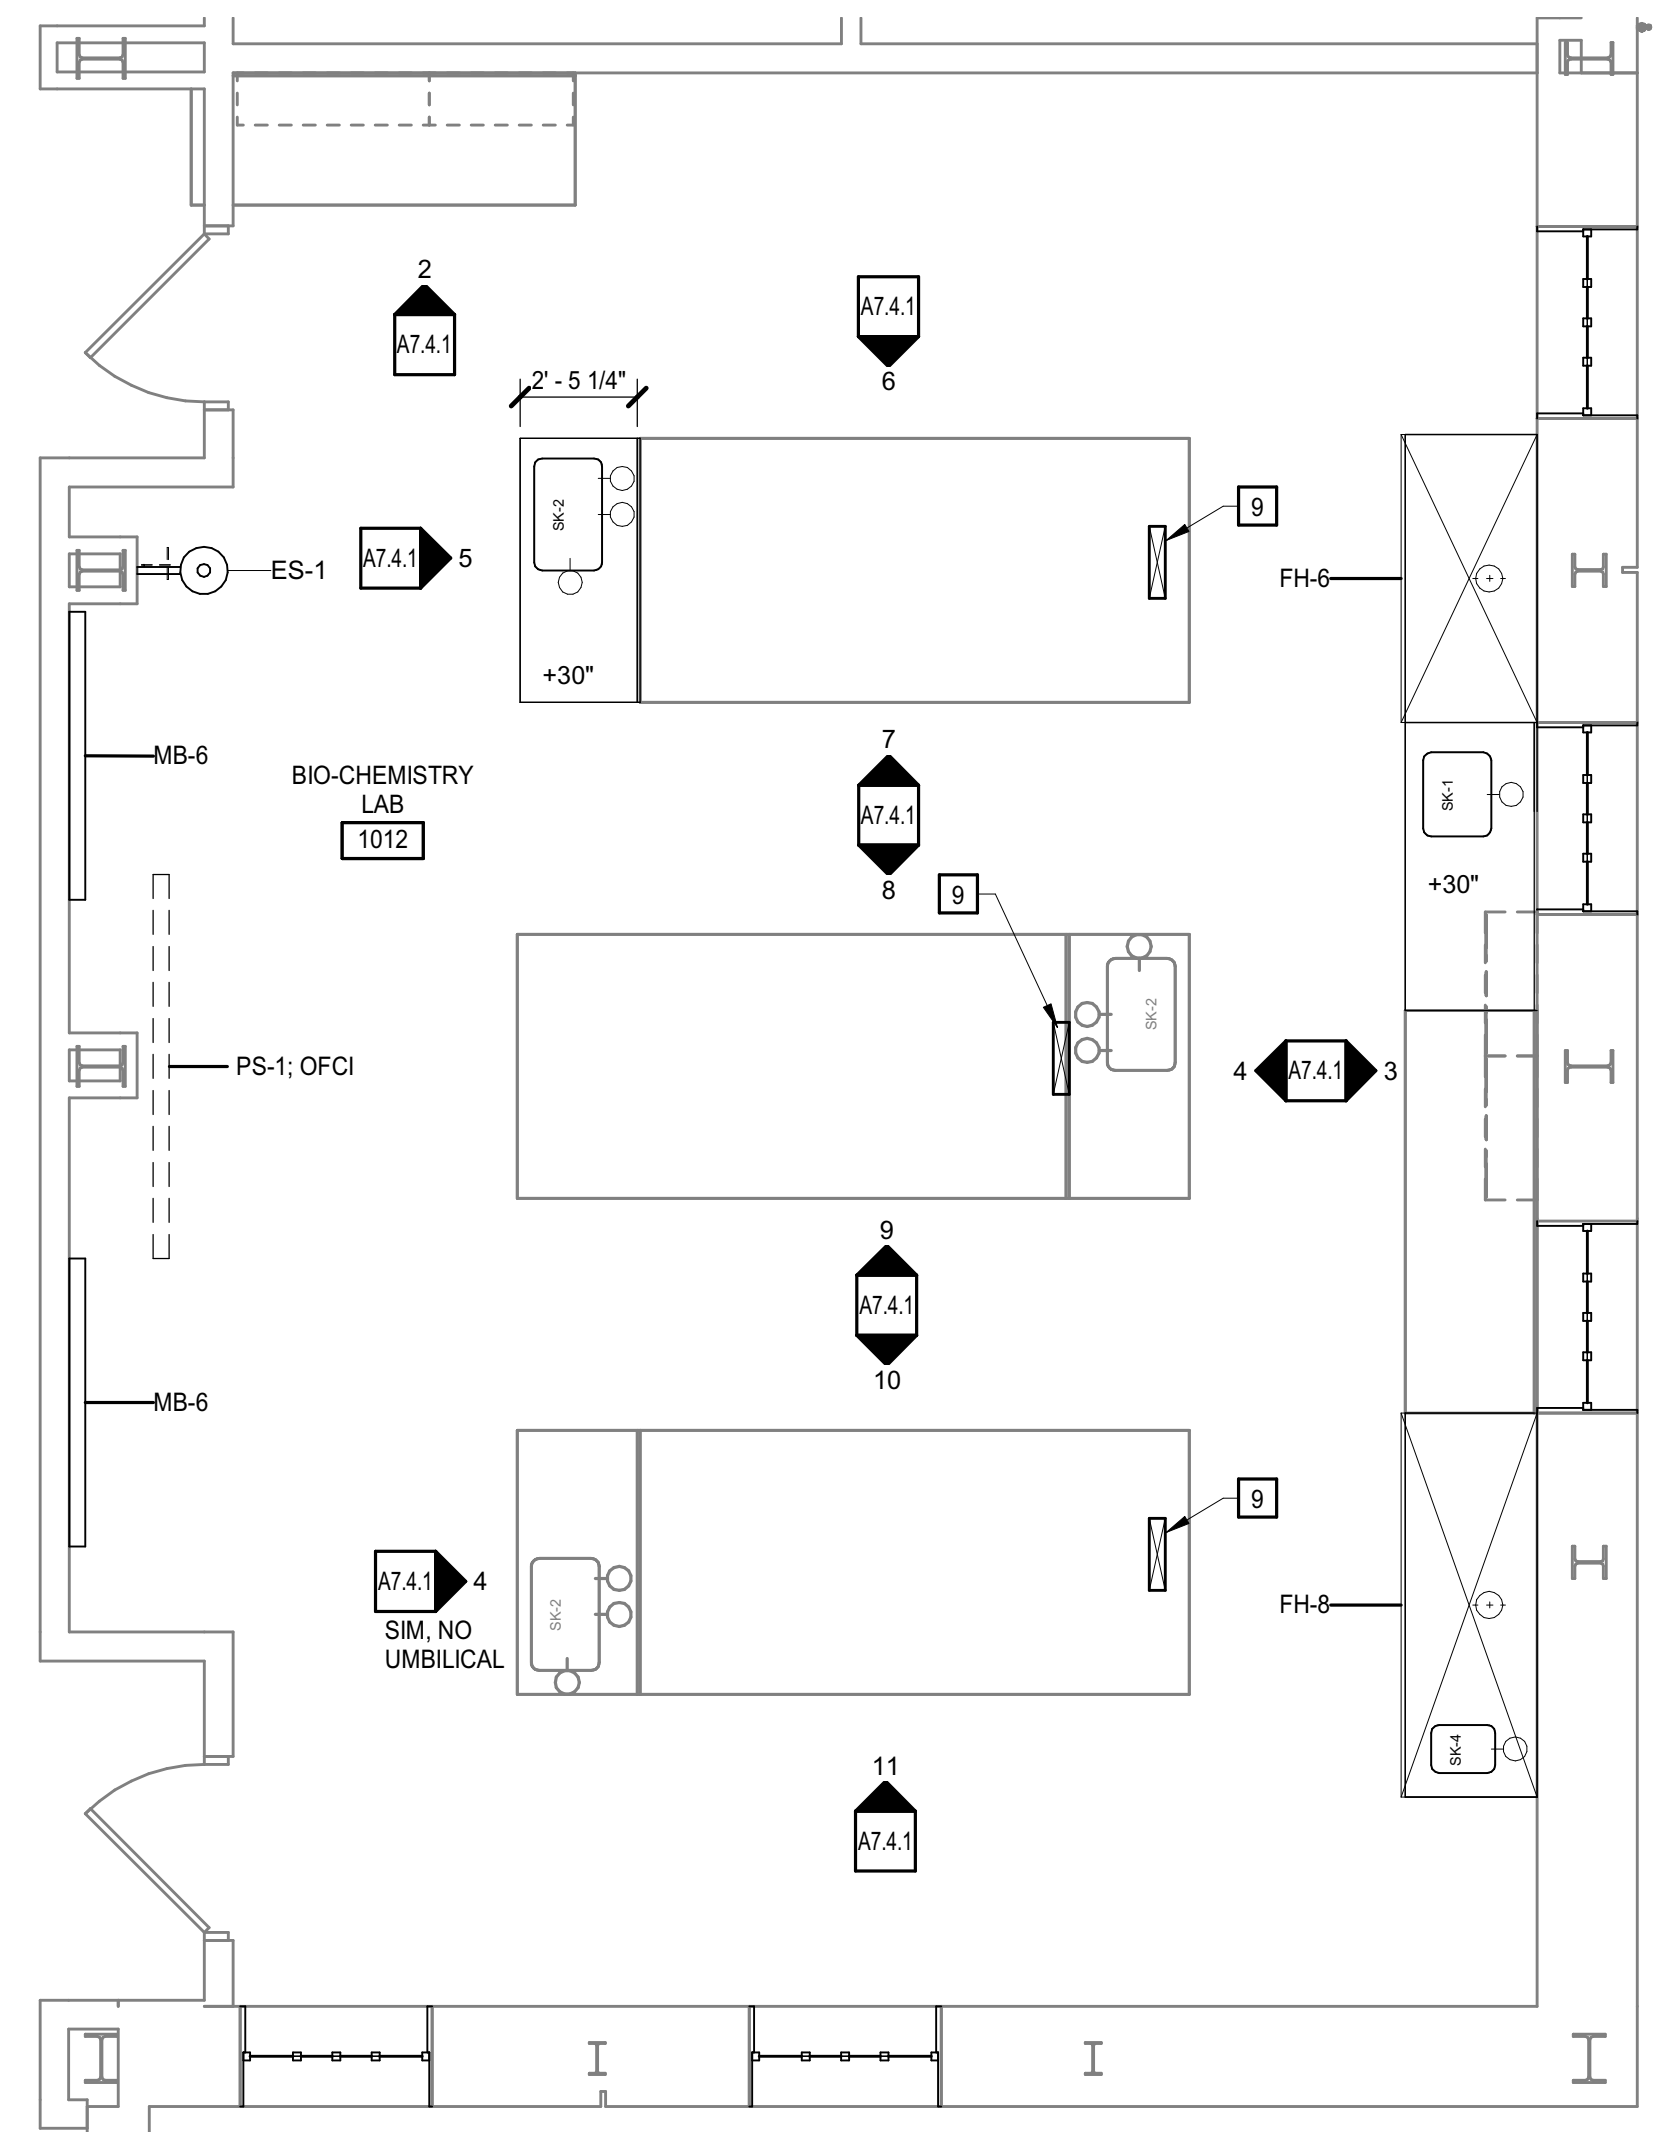 2
A7.4.1
A7.4.1
6
2' - 5 1/4"
SK-2
9
A7.4.1
5
ES-1
FH-6
+30"
7
MB-6
BIO-CHEMISTRY
LAB
1012
A7.4.1
SK-1
8
9
+30"
SK-2
PS-1; OFCI
4
A7.4.1
3
9
A7.4.1
10
MB-6
9
A7.4.1
4
SK-2
SIM, NO
UMBILICAL
FH-8
SK-4
11
A7.4.1